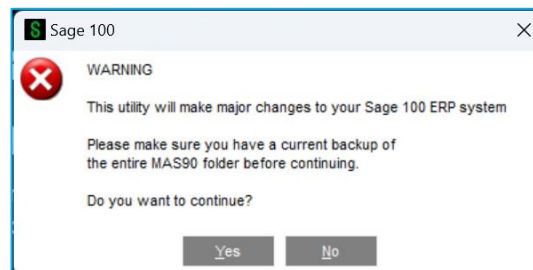 Sage 100
WARNING
This utility will make major changes to your Sage 100 ERP system
Please make sure you have a current backup of
the entire MAS90 folder before continuing.
Do you want to continue?
Yes No